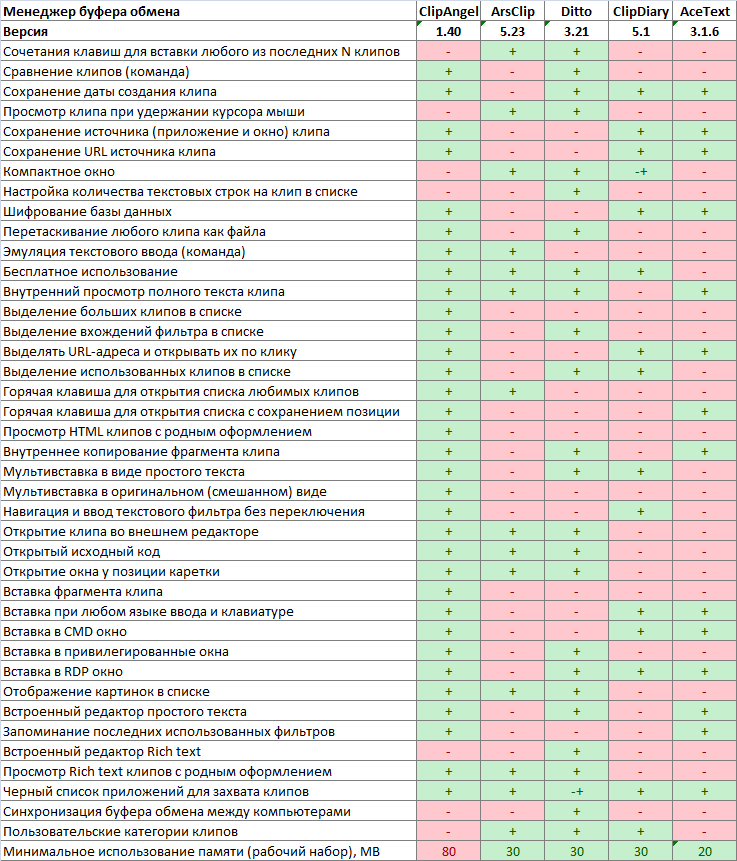 Менеджер буфера обмена ClipAngel ArsClip Ditto ClipDiary AceText
Версия 1.40 5.23 3.21 5.1 3.1.6
Сочетания клавиш для вставки любого из последних N клипов - + + - -
Сравнение клипов (команда) + - + - -
Сохранение даты создания клипа + - + + +
Просмотр клипа при удержании курсора мыши - + + - -
Сохранение источника (приложение и окно) клипа + - - + +
Сохранение URL источника клипа + - - + +
Компактное окно - + + -+ -
Настройка количества текстовых строк на клип в списке - - + - -
Шифрование базы данных + - - + +
Перетаскивание любого клипа как файла + - + - -
Эмуляция текстового ввода (команда) + + - - -
Бесплатное использование + + + + -
Внутренний просмотр полного текста клипа + + + - +
Выделение больших клипов в списке + - - - -
Выделение вхождений фильтра в списке + - + - -
Выделять URL-адреса и открывать их по клику + - - + +
Выделение использованных клипов в списке + - + + -
Горячая клавиша для открытия списка любимых клипов + + - - -
Горячая клавиша для открытия списка с сохранением позиции + - - - +
Просмотр HTML клипов с родным оформлением + - - - -
Внутреннее копирование фрагмента клипа + - + - +
Мультивставка в виде простого текста + - + + -
Мультивставка в оригинальном (смешанном) виде + - - - -
Навигация и ввод текстового фильтра без переключения + - - + -
Открытие клипа во внешнем редакторе + + + - -
Открытый исходный код + + + - -
Открытие окна у позиции каретки + + + - -
Вставка фрагмента клипа + - - - -
Вставка при любом языке ввода и клавиатуре + - - + +
Вставка в CMD окно + - - + +
Вставка в привилегированные окна + - + - -
Вставка в RDP окно + - + + +
Отображение картинок в списке + + + - -
Встроенный редактор простого текста + - + - +
Запоминание последних использованных фильтров + - - - +
Встроенный редактор Rich text - - + - -
Просмотр Rich text клипов с родным оформлением + + + - -
Черный список приложений для захвата клипов + + -+ + +
Синхронизация буфера обмена между компьютерами - - + - -
Пользовательские категории клипов - + + + -
Минимальное использование памяти (рабочий набор), MB 80 30 30 30 20